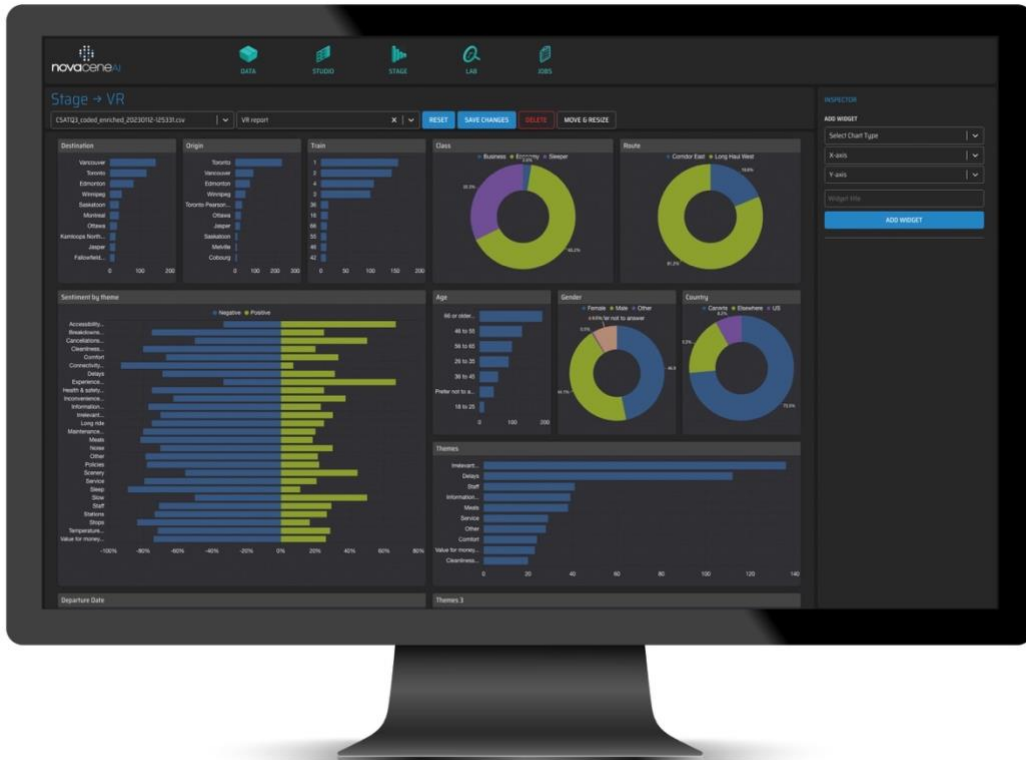 novaceneAI
DATA
STUDIO
STAGE
LAB
JOBS
Stage → VR
CSATQ3_coded_enriched_20230112-125331.csv
VR report
X
RESET
SAVE CHANGES
DELETE
MOVE & RESIZE
INSPECTOR
ADD WIDGET
Select Chart Type
X-axis
Y-axis
Widget title
ADD WIDGET
Destination
Vancouver
Toronto
Edmonton
Winnipeg
Saskatoon
Montreal
Ottawa
Kamloops North...
Jasper
Fallowfield...
0 100 200
Origin
Toronto
Vancouver
Edmonton
Winnipeg
Toronto Pearson...
Ottawa
Jasper
Saskatoon
Melville
Cobourg
0 100 200 300
Train
1
2
4
3
16
55
46
42
0 50 100 150 200
Class
Business Economy Sleeper
Route
Corridor East Long Haul West
Sentiment by theme
Negative Positive
Accessibility...
Breakdowns...
Cancellations...
Cleanliness...
Comfort
Connectivity...
Delays
Experience...
Health & safety...
Inconvenience...
Information...
Irrelevant...
Long ride
Maintenance...
Meals
Noise
Other
Policies
Scenery
Service
Sleep
Slow
Staff
Stations
Stops
Temperature...
Value for money...
-100% -80% -60% -40% -20% 0% 20% 40% 60% 80%
Age
66 or older...
46 to 55
56 to 65
26 to 35
36 to 45
Prefer not to a...
18 to 25
0 100 200
Gender
Female Male Other
not to answer
Country
Canada Elsewhere US
Themes
Irrelevant...
Delays
Staff
Information...
Meals
Service
Other
Comfort
Value for money...
Cleanliness...
0 20 40 60 80 100 120 140
Departure Date
Themes 3